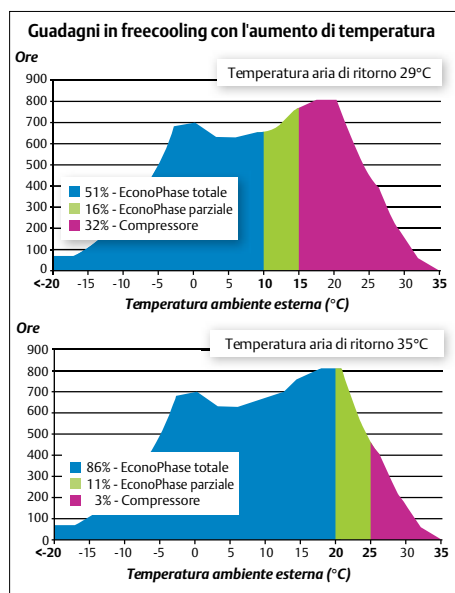 Guadagni in freecooling con l'aumento di temperatura
Ore
Temperatura aria di ritorno 29°C
900
800
700
600
500
400
300
200
100
0
51% - EconoPhase totale
16% - EconoPhase parziale
32% - Compressore
<-20 -15 -10 -5 0 5 10 15 20 25 30 35
Temperatura ambiente esterna (°C)
Ore
Temperatura aria di ritorno 35°C
900
800
700
600
500
400
300
200
100
0
86% - EconoPhase totale
11% - EconoPhase parziale
3% - Compressore
<-20 -15 -10 -5 0 5 10 15 20 25 30 35
Temperatura ambiente esterna (°C)